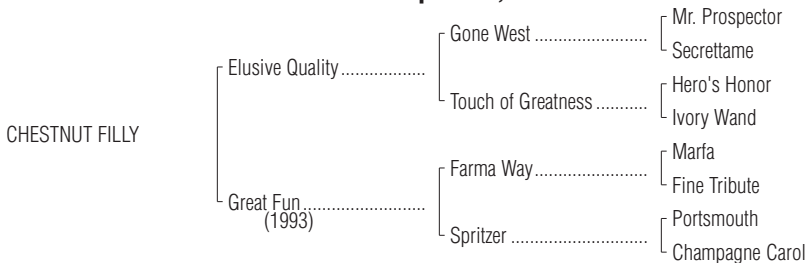 Mr. Prospector
Gone West ....................
Secrettame
Elusive Quality.................
Hero's Honor
Touch of Greatness ...........
Ivory Wand
CHESTNUT FILLY
Marfa
Farma Way....................
Fine Tribute
Great Fun.........................
(1993)
Portsmouth
Spritzer ........................
Champagne Carol